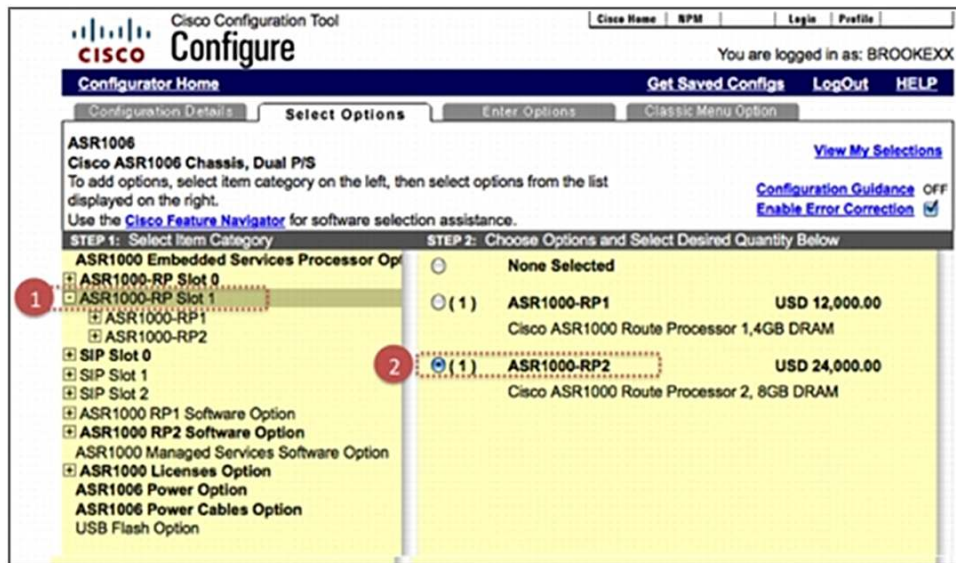 Cisco Configuration Tool
Cisco Home NPM Login Profile
CISCO Configure
You are logged in as: BROOKEXX
Configurator Home Get Saved Configs LogOut HELP
Configuration Details Select Options Enter Options Classic Menu Option
ASR1006
Cisco ASR1006 Chassis, Dual P/S
View My Selections
To add options, select item category on the left, then select options from the list
displayed on the right.
Configuration Guidance OFF
Use the Cisco Feature Navigator for software selection assistance.
Enable Error Correction
STEP 1: Select Item Category
ASR1000 Embedded Services Processor Opt
ASR1000-RP Slot 0
1 ASR1000-RP Slot 1
ASR1000-RP1
ASR1000-RP2
SIP Slot 0
SIP Slot 1
SIP Slot 2
ASR1000 RP1 Software Option
ASR1000 RP2 Software Option
ASR1000 Managed Services Software Option
ASR1000 Licenses Option
ASR1006 Power Option
ASR1006 Power Cables Option
USB Flash Option
STEP 2: Choose Options and Select Desired Quantity Below
None Selected
( 1 ) ASR1000-RP1 USD 12,000.00
Cisco ASR1000 Route Processor 1,4GB DRAM
2 ( 1 ) ASR1000-RP2 USD 24,000.00
Cisco ASR1000 Route Processor 2, 8GB DRAM